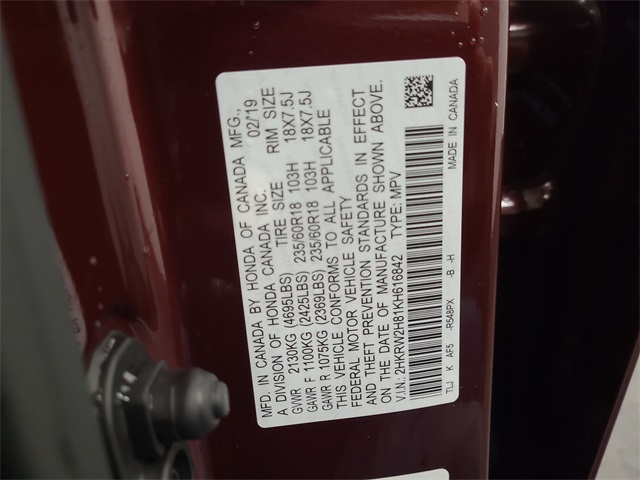 MFD. IN CANADA BY HONDA OF CANADA MFG.,
A DIVISION OF HONDA CANADA INC. 02/'19
TIRE SIZE RIM SIZE
GVWR 2130KG (4695LBS)
GAWR F 1100KG (2425LBS) 235/60R18 103H 18X7.5J
GAWR R 1075KG (2369LBS) 235/60R18 103H 18X7.5J
THIS VEHICLE CONFORMS TO ALL APPLICABLE
FEDERAL MOTOR VEHICLE SAFETY
AND THEFT PREVENTION STANDARDS IN EFFECT
ON THE DATE OF MANUFACTURE SHOWN ABOVE.
V.I.N.: 2HKRW2H81KH616842 TYPE: MPV
TLJ K AF5 -R548PX -B -H MADE IN CANADA